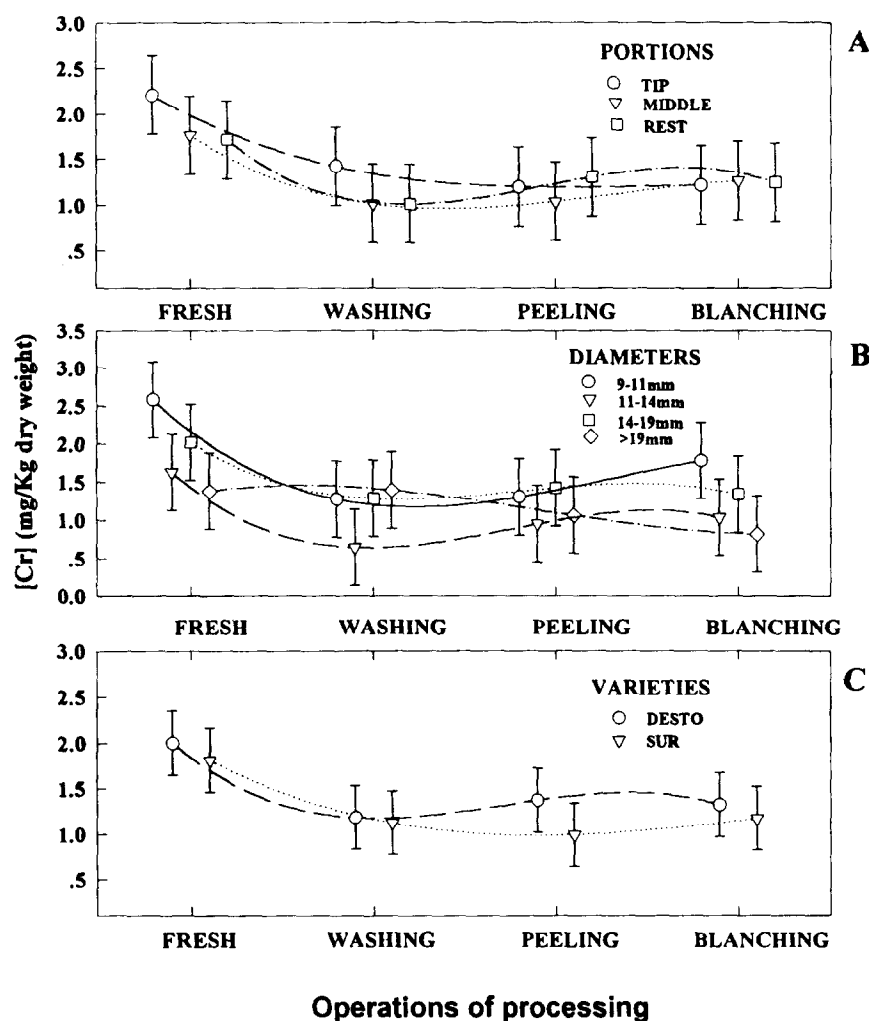 A
3.0
2.5
2.0
1.5
1.0
.5
PORTIONS
TIP
MIDDLE
REST
FRESH WASHING PEELING BLANCHING
B
3.5
3.0
2.5
2.0
1.5
1.0
.5
0.0
DIAMETERS
9-11mm
11-14mm
14-19mm
>19mm
[Cr] (mg/Kg dry weight)
FRESH WASHING PEELING BLANCHING
C
3.0
2.5
2.0
1.5
1.0
.5
VARIETIES
DESTO
SUR
FRESH WASHING PEELING BLANCHING
Operations of processing